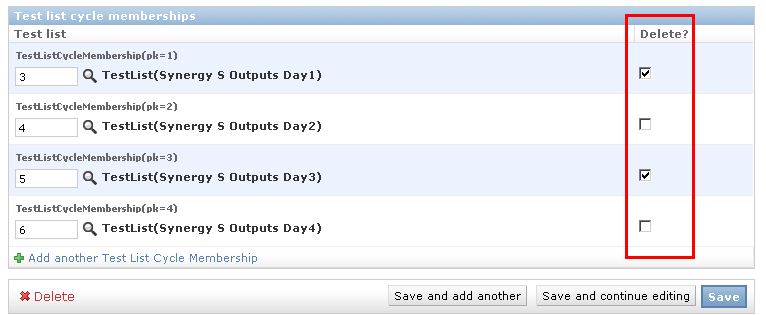 Test list cycle memberships
Test list Delete?
TestListCycleMembership(pk=1)
3 TestList(Synergy S Outputs Day1)
TestListCycleMembership(pk=2)
4 TestList(Synergy S Outputs Day2)
TestListCycleMembership(pk=3)
5 TestList(Synergy S Outputs Day3)
TestListCycleMembership(pk=4)
6 TestList(Synergy S Outputs Day4)
Add another Test List Cycle Membership
Delete Save and add another Save and continue editing Save